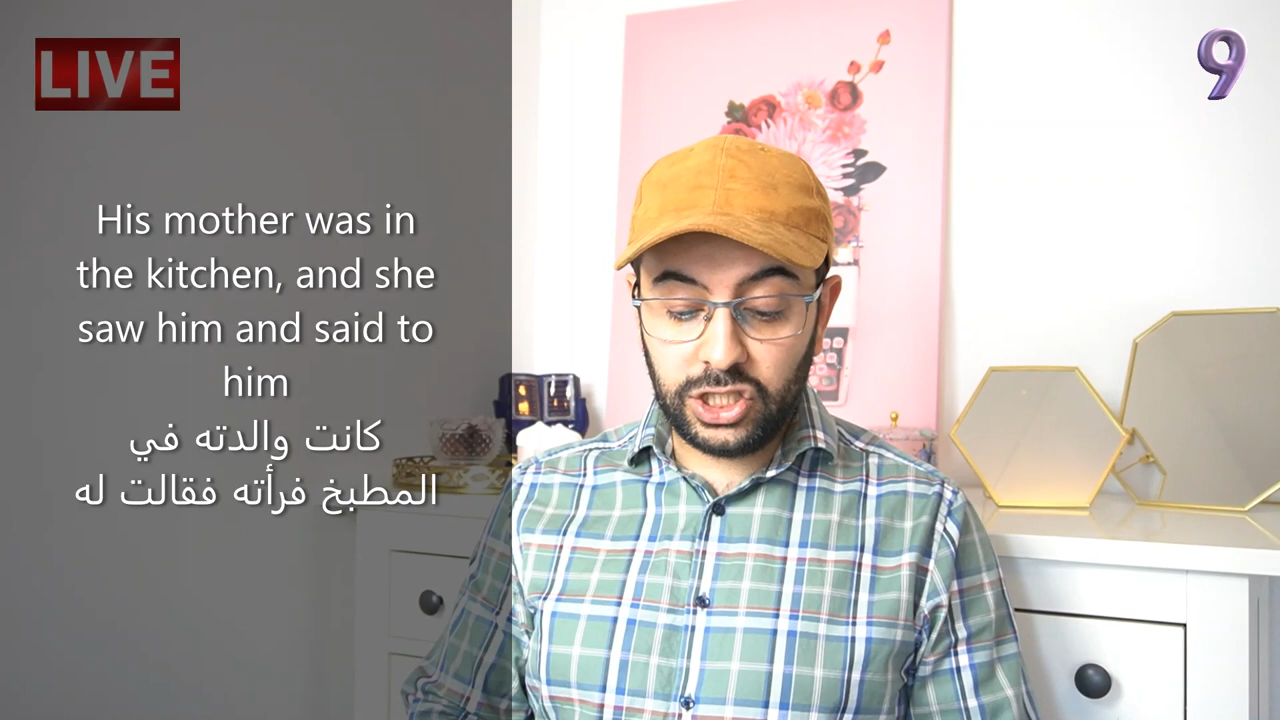 LIVE
9
His mother was in
the kitchen, and she
saw him and said to
him
كانت والدته في
المطبخ فرأته فقالت له